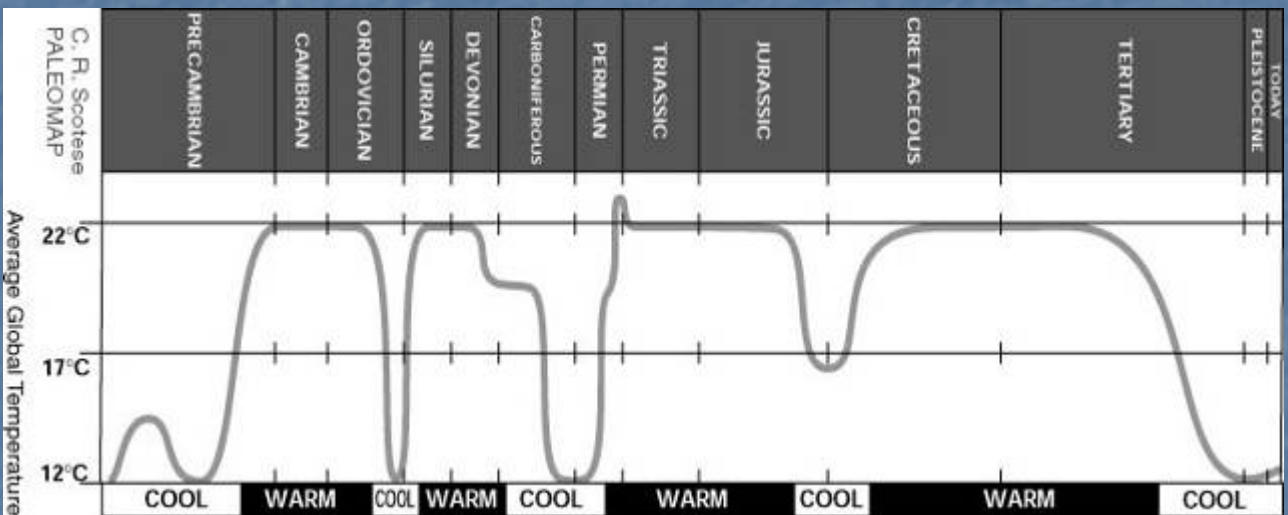 C. R. Scotese
PALEOMAP
PRECAMBRIAN
CAMBRIAN
ORDOVICIAN
SILURIAN
DEVONIAN
CARBONIFEROUS
PERMIAN
TRIASSIC
JURASSIC
CRETACEOUS
TERTIARY
PLEISTOCENE
TODAY
Average Global Temperature
22°C
17°C
12°C
COOL WARM COOL WARM COOL WARM COOL WARM COOL